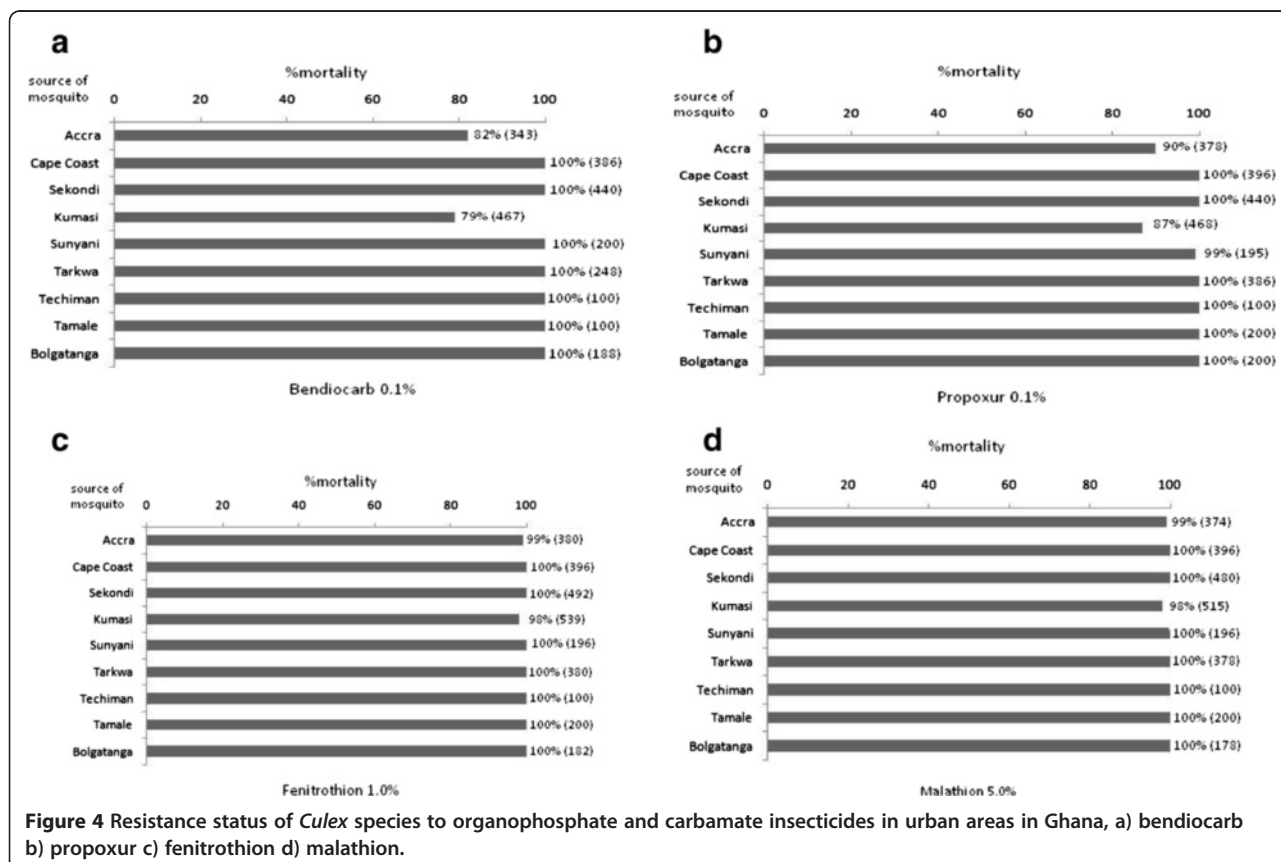 a
%mortality
source of
mosquito
0 20 40 60 80 100
Accra 82% (343)
Cape Coast 100% (386)
Sekondi 100% (440)
Kumasi 79% (467)
Sunyani 100% (200)
Tarkwa 100% (248)
Techiman 100% (100)
Tamale 100% (100)
Bolgatanga 100% (188)
Bendiocarb 0.1%
b
%mortality
source of
mosquito
0 20 40 60 80 100
Accra 90% (378)
Cape Coast 100% (396)
Sekondi 100% (440)
Kumasi 87% (468)
Sunyani 99% (195)
Tarkwa 100% (386)
Techiman 100% (100)
Tamale 100% (200)
Bolgatanga 100% (200)
Propoxur 0.1%
c
%mortality
source of
mosquito
0 20 40 60 80 100
Accra 99% (380)
Cape Coast 100% (396)
Sekondi 100% (492)
Kumasi 98% (539)
Sunyani 100% (196)
Tarkwa 100% (380)
Techiman 100% (100)
Tamale 100% (200)
Bolgatanga 100% (182)
Fenitrothion 1.0%
d
%mortality
source of
mosquito
0 20 40 60 80 100
Accra 99% (374)
Cape Coast 100% (396)
Sekondi 100% (480)
Kumasi 98% (515)
Sunyani 100% (196)
Tarkwa 100% (378)
Techiman 100% (100)
Tamale 100% (200)
Bolgatanga 100% (178)
Malathion 5.0%
Figure 4 Resistance status of Culex species to organophosphate and carbamate insecticides in urban areas in Ghana, a) bendiocarb
b) propoxur c) fenitrothion d) malathion.